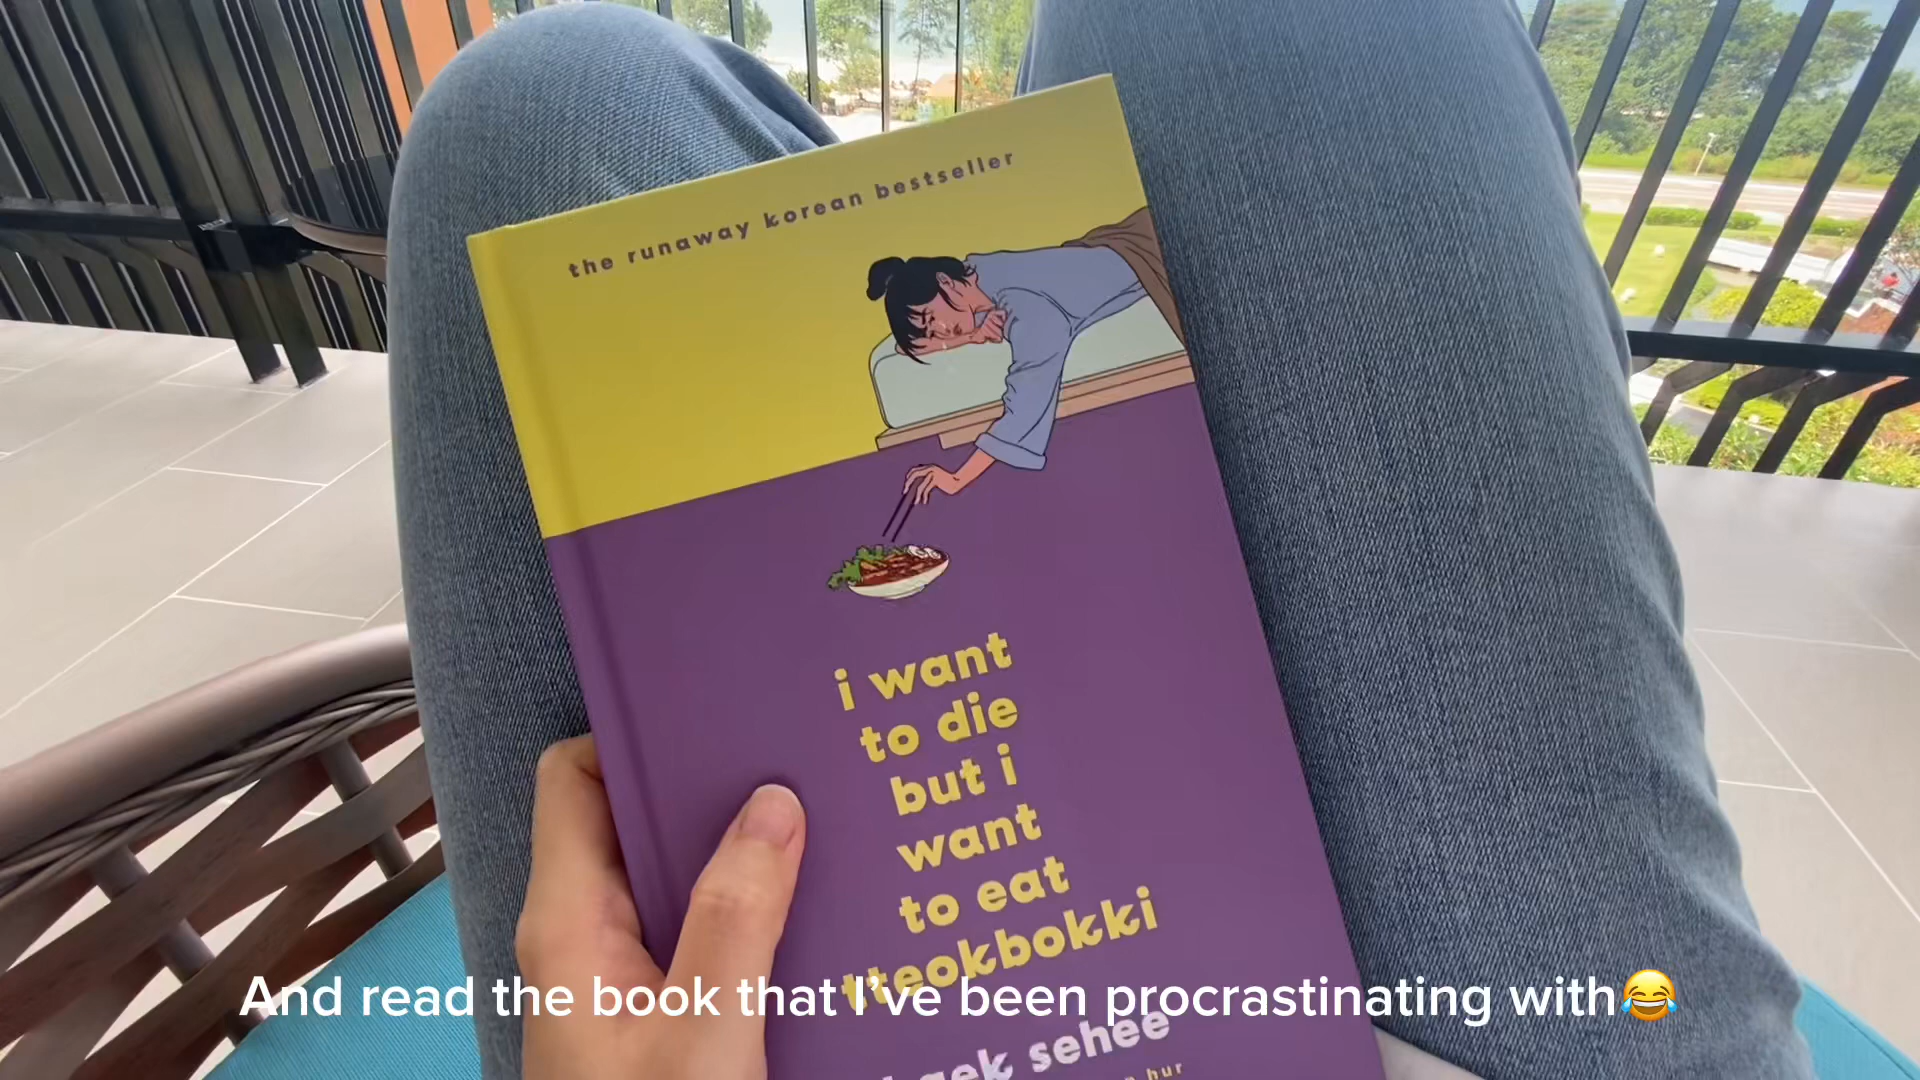 the runaway korean bestseller
i want
to die
but i
want
to eat
tteokbokki
And read the book that I've been procrastinating with😂
sehee
hur